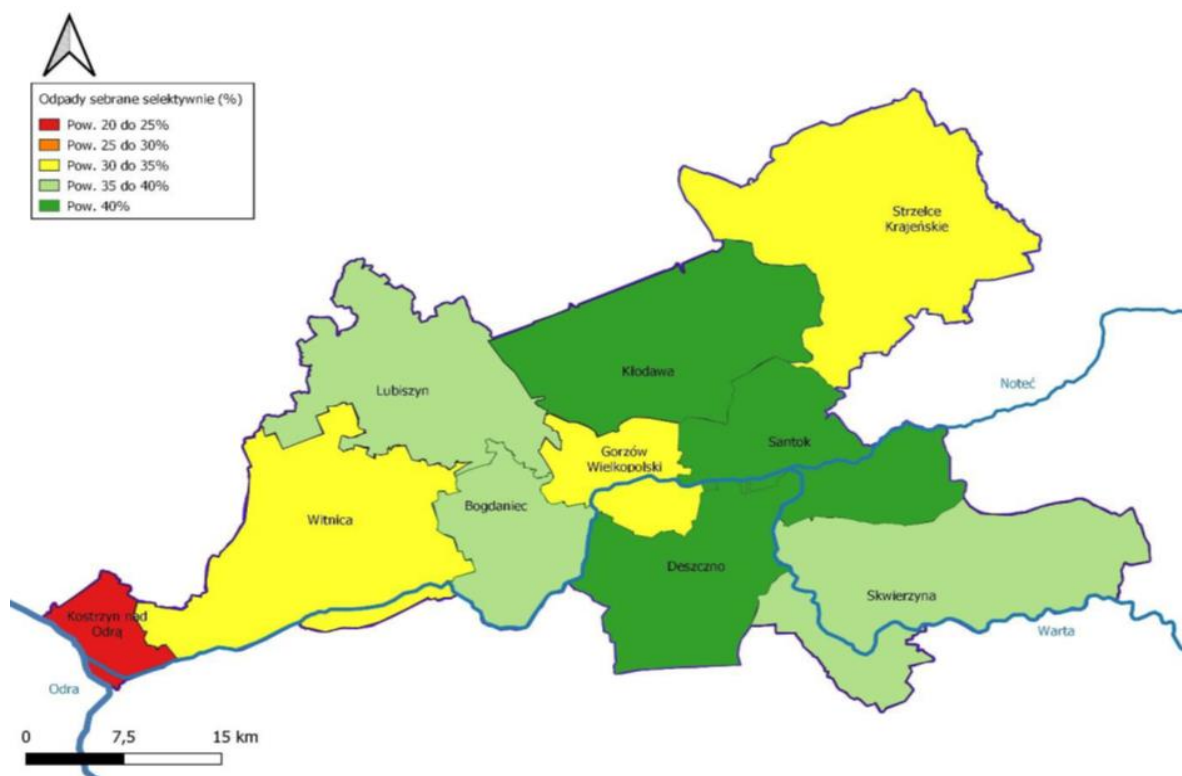 Odpady sebrane selektywnie (%)
Pow. 20 do 25%
Pow. 25 do 30%
Pow. 30 do 35%
Pow. 35 do 40%
Pow. 40%
Strzelce
Krajeńskie
Kłodawa
Lubiszyn
Noteć
Santok
Gorzów
Wielkopolski
Bogdaniec
Witnica
Deszczno
Skwierzyna
Kostrzyn nad
Odrą
Warta
Odra
0 7,5 15 km